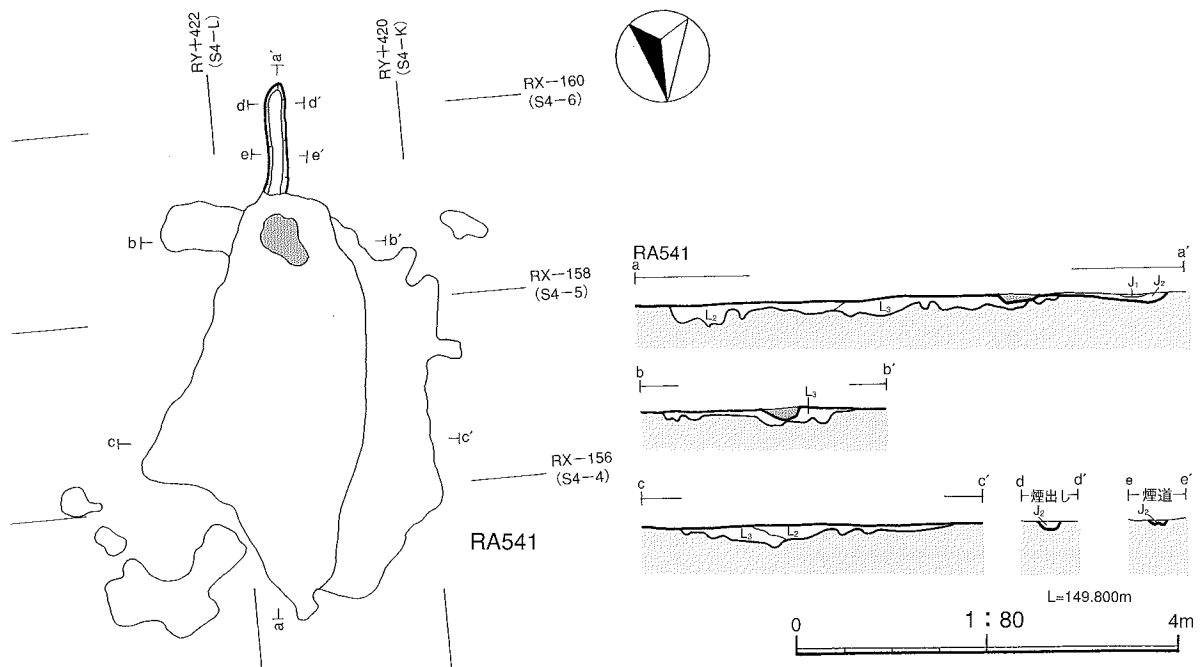 RY+422
(S4-L)
RY+420
(S4-K)
a'
RX-160
(S4-6)
d d'
e e'
b b'
RX-158
(S4-5)
c c'
RX-156
(S4-4)
RA541
a
RA541
a a'
J1 J2
L2 L3
b b'
L3
c c'
L3 L2
d d'
煙出し
J2
e e'
煙道
J2
L=149.800m
0 1:80 4m